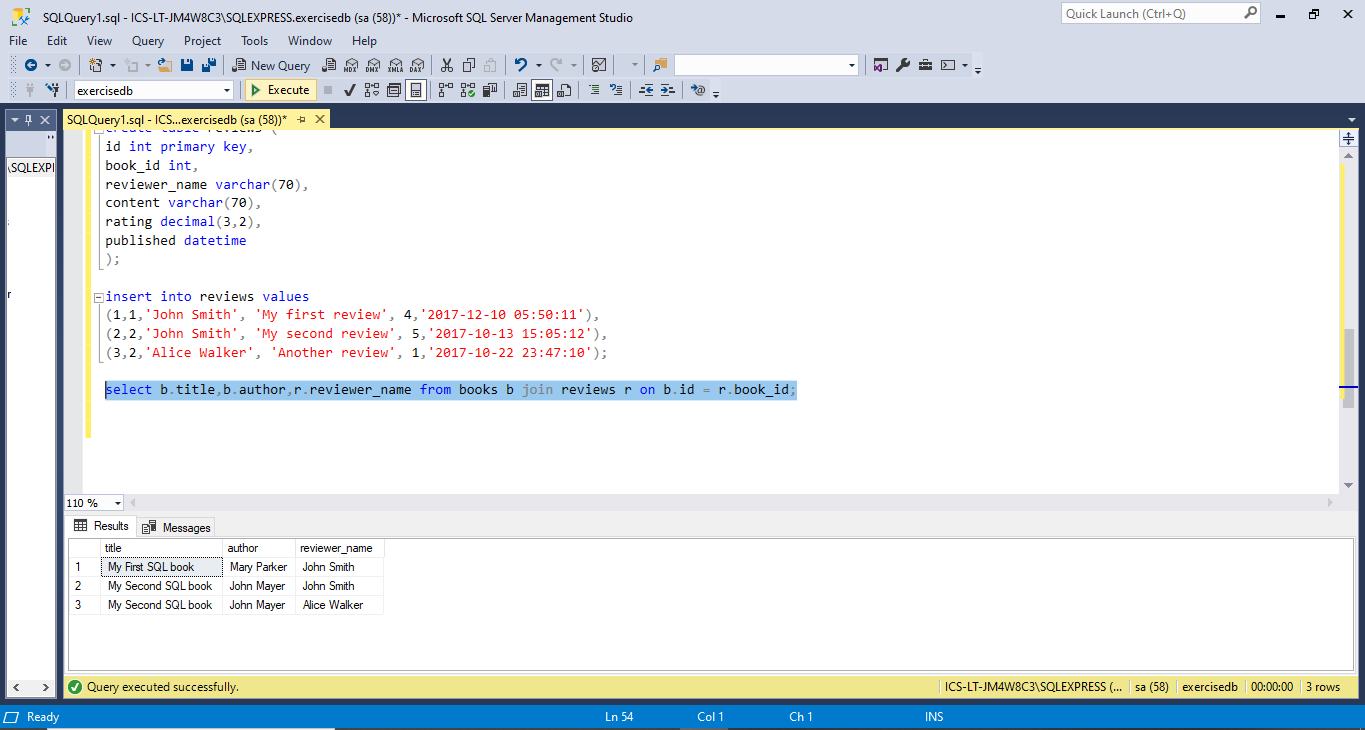 SQLQuery1.sql - ICS-LT-JM4W8C3\SQLEXPRESS.exercisedb (sa (58))* - Microsoft SQL Server Management Studio
Quick Launch (Ctrl+Q)
File Edit View Query Project Tools Window Help
New Query MDX DMX XMLA DAX
exercisedb Execute
SQLQuery1.sql - ICS...exercisedb (sa (58))*
\SQLEXPI
create table reviews (
id int primary key,
book_id int,
reviewer_name varchar(70),
content varchar(70),
rating decimal(3,2),
published datetime
);
r
insert into reviews values
(1,1,'John Smith', 'My first review', 4,'2017-12-10 05:50:11'),
(2,2,'John Smith', 'My second review', 5,'2017-10-13 15:05:12'),
(3,2,'Alice Walker', 'Another review', 1,'2017-10-22 23:47:10');
select b.title,b.author,r.reviewer_name from books b join reviews r on b.id = r.book_id;
110 %
Results Messages
title author reviewer_name
1 My First SQL book Mary Parker John Smith
2 My Second SQL book John Mayer John Smith
3 My Second SQL book John Mayer Alice Walker
Query executed successfully. ICS-LT-JM4W8C3\SQLEXPRESS (... sa (58) exercisedb 00:00:00 3 rows
Ready Ln 54 Col 1 Ch 1 INS